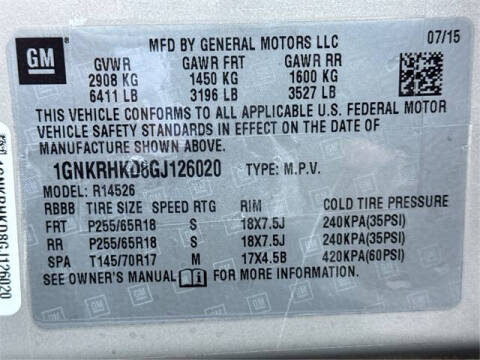 GM
MFD BY GENERAL MOTORS LLC 07/15
GVWR GAWR FRT GAWR RR
2908 KG 1450 KG 1600 KG
6411 LB 3196 LB 3527 LB
THIS VEHICLE CONFORMS TO ALL APPLICABLE U.S. FEDERAL MOTOR
VEHICLE SAFETY STANDARDS IN EFFECT ON THE DATE OF
MANUFACTURE SHOWN ABOVE.
1GNKRHKD8GJ126020 TYPE: M.P.V.
MODEL: R14526
RBBB TIRE SIZE SPEED RTG RIM COLD TIRE PRESSURE
FRT P255/65R18 S 18X7.5J 240KPA(35PSI)
RR P255/65R18 S 18X7.5J 240KPA(35PSI)
SPA T145/70R17 M 17X4.5B 420KPA(60PSI)
SEE OWNER'S MANUAL FOR MORE INFORMATION.
1GNKRHKD8GJ126020